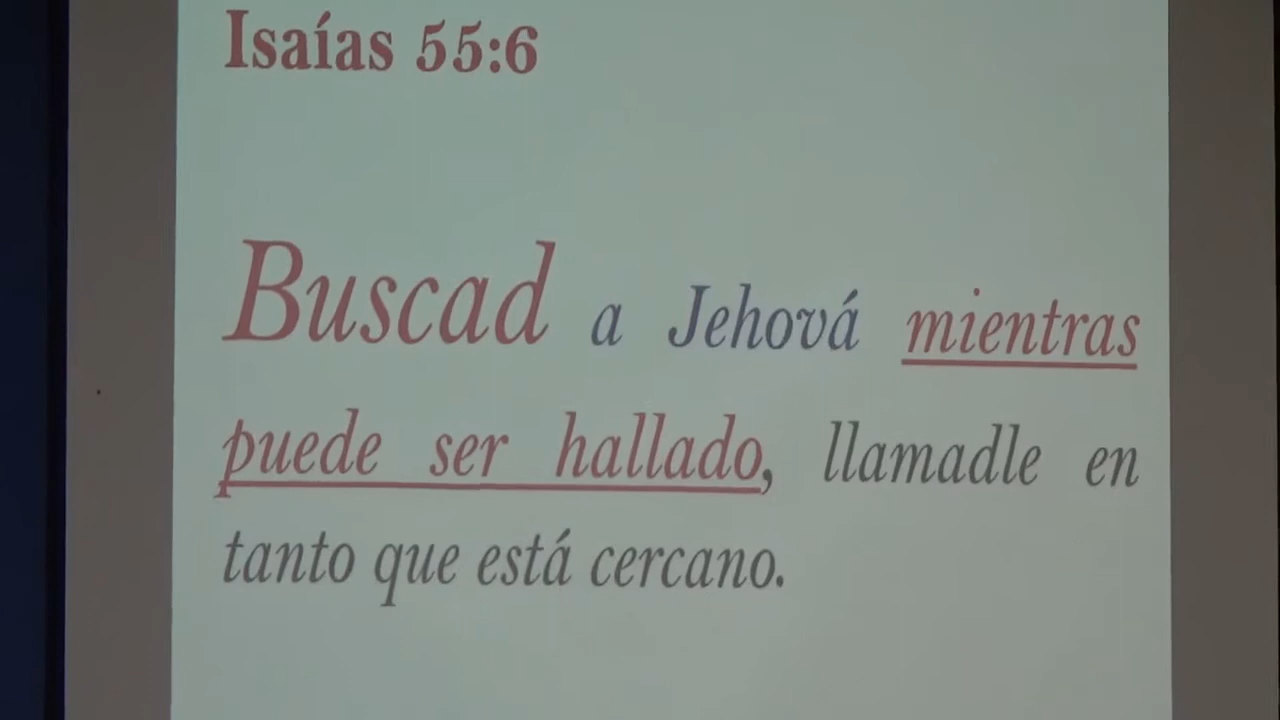 Isaías 55:6
Buscad a Jehová mientras
puede ser hallado, llamadle en
tanto que está cercano.